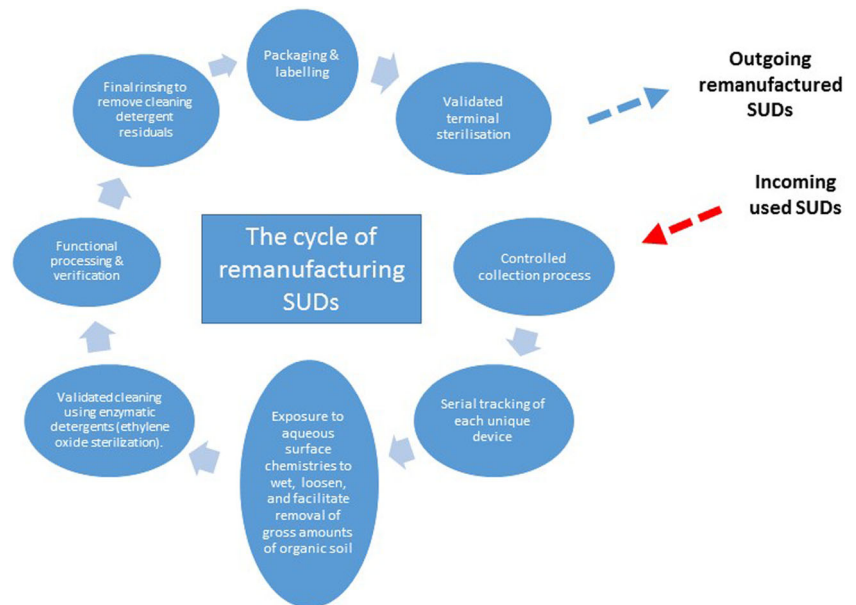 Packaging &
labelling
Validated
terminal
sterilisation
Outgoing
remanufactured
SUDs
Incoming
used SUDs
Controlled
collection process
Serial tracking of
each unique
device
Exposure to
aqueous
surface
chemistries to
wet, loosen,
and facilitate
removal of
gross amounts
of organic soil
Validated cleaning
using enzymatic
detergents (ethylene
oxide sterilization).
Functional
processing &
verification
Final rinsing to
remove cleaning
detergent
residuals
The cycle of
remanufacturing
SUDs